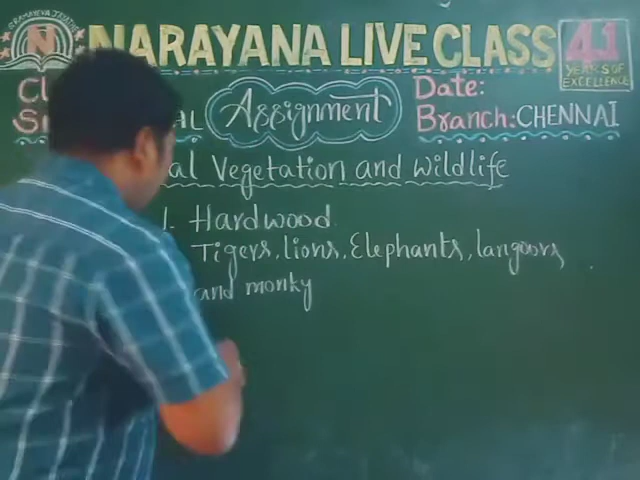 N
NARAYANA LIVE CLASS
41
YEARS OF
EXCELLENCE
Assignment
Date:
Branch: CHENNAI
Vegetation and wildlife
1. Hardwood
Tigers, lions, Elephants, langoors,
and monky